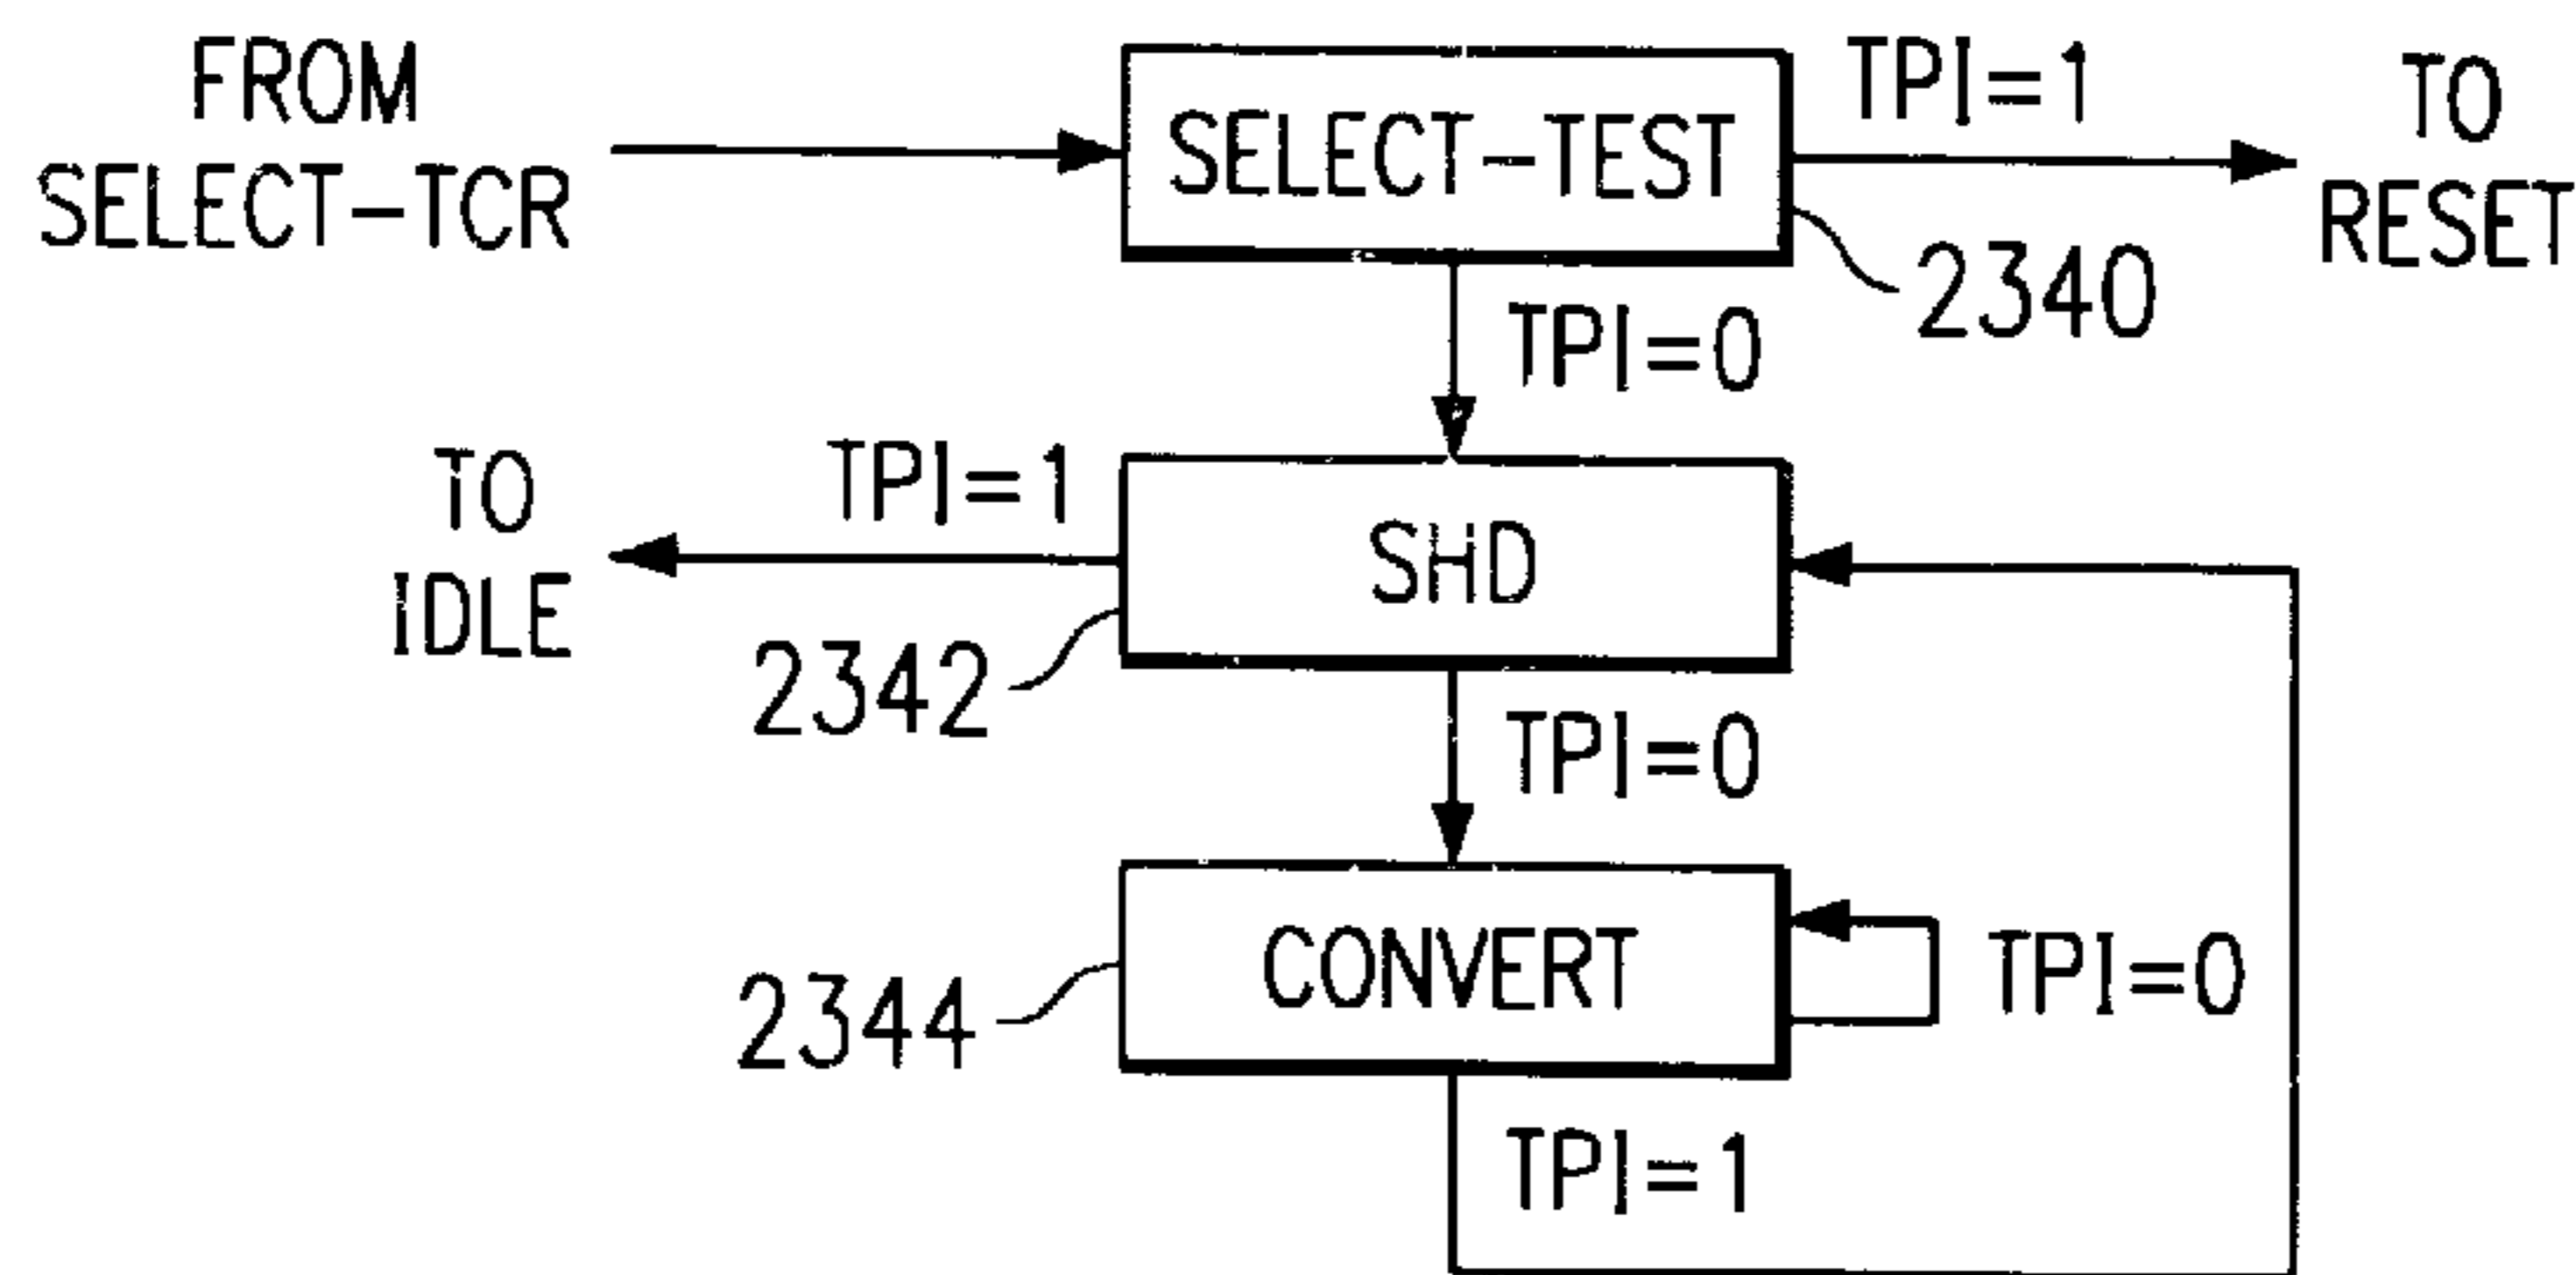 FROM
SELECT-TCR
SELECT-TEST
TPI=1
TO
RESET
2340
TPI=0
TO
IDLE
TPI=1
SHD
2342
TPI=0
CONVERT
TPI=0
2344
TPI=1